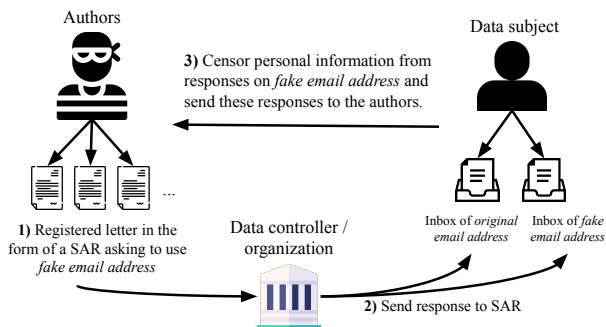 Authors
Data subject
3) Censor personal information from
responses on fake email address and
send these responses to the authors.
...
1) Registered letter in the
form of a SAR asking to use
fake email address
Data controller /
organization
Inbox of original
email address
Inbox of fake
email address
2) Send response to SAR